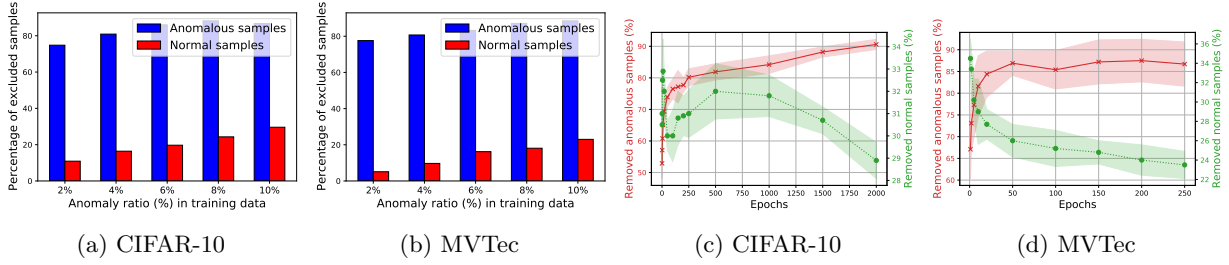 Percentage of excluded samples
80
60
40
20
0
Anomalous samples
Normal samples
2% 4% 6% 8% 10%
Anomaly ratio (%) in training data
(a) CIFAR-10
Percentage of excluded samples
80
60
40
20
0
Anomalous samples
Normal samples
2% 4% 6% 8% 10%
Anomaly ratio (%) in training data
(b) MVTec
Removed anomalous samples (%)
90
80
70
60
50
0 250 500 750 1000 1250 1500 1750 2000
Epochs
33
32
31
30
29
28
Removed normal samples (%)
(c) CIFAR-10
Removed anomalous samples (%)
90
85
80
75
70
65
60
0 50 100 150 200 250
Epochs
36
34
32
30
28
26
24
22
Removed normal samples (%)
(d) MVTec